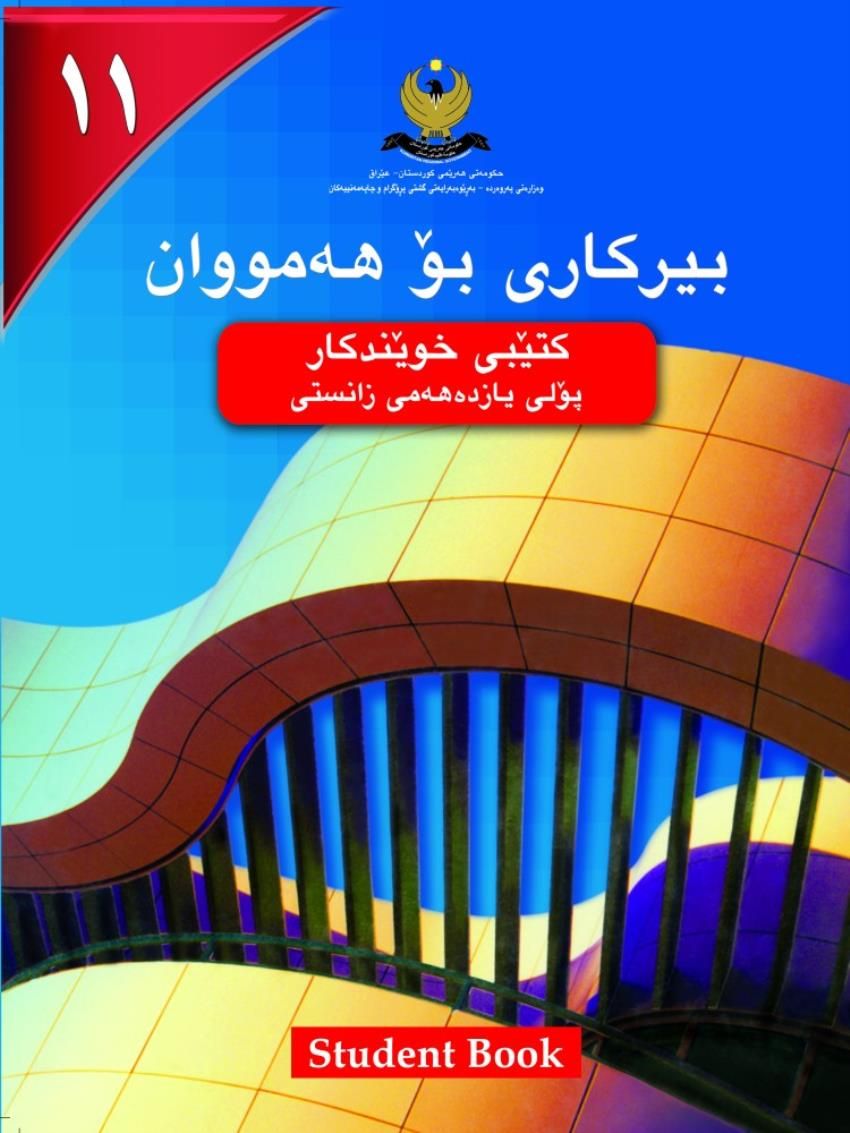 ١١
حکومەتی هەرێمی کوردستان- عێراق
وەزارەتی پەروەردە - بەڕێوەبەرایەتی گشتی پرۆگرام و چاپەمەنییەکان
بیرکاری بۆ هەمووان
کتێبی خوێندکار
پۆلی یازدەهەمی زانستی
Student Book